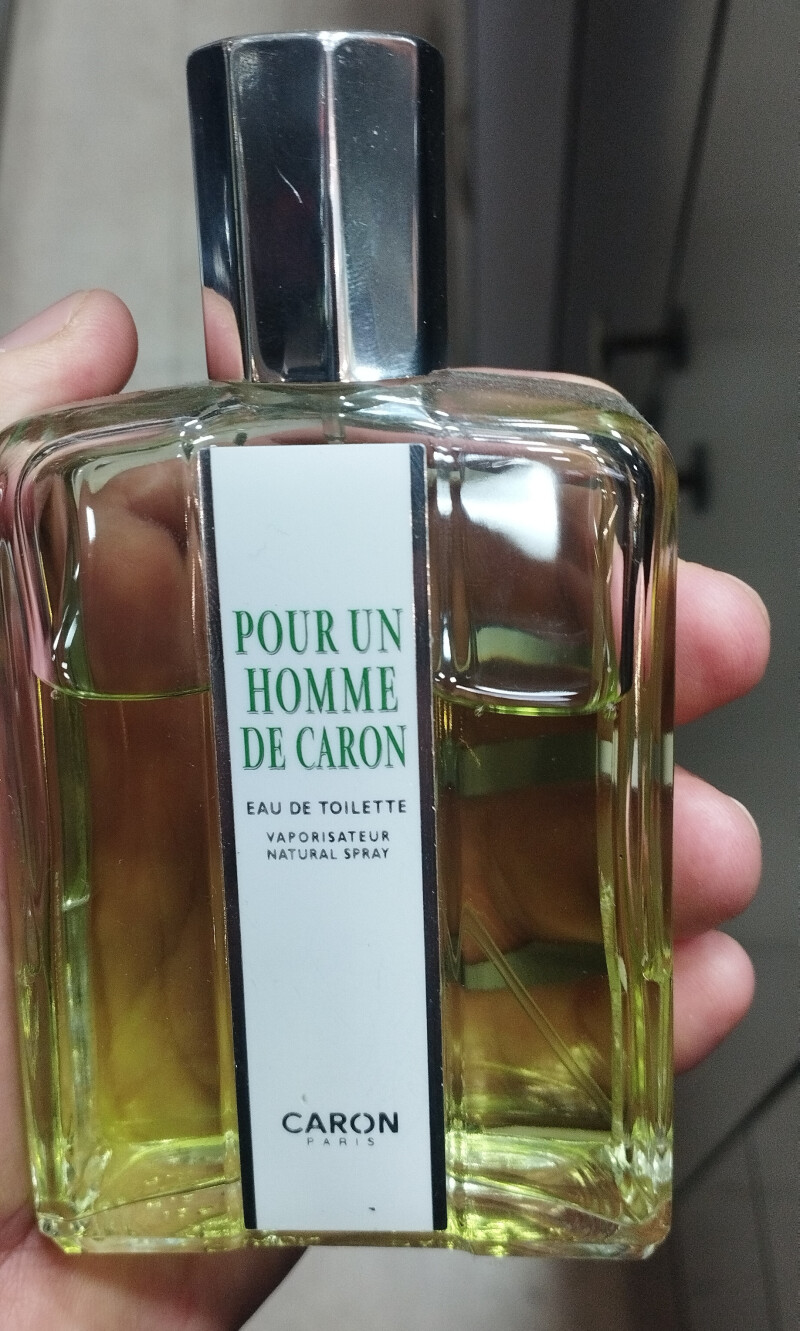 POUR UN
HOMME
DE CARON
EAU DE TOILETTE
VAPORISATEUR
NATURAL SPRAY
CARON
PARIS